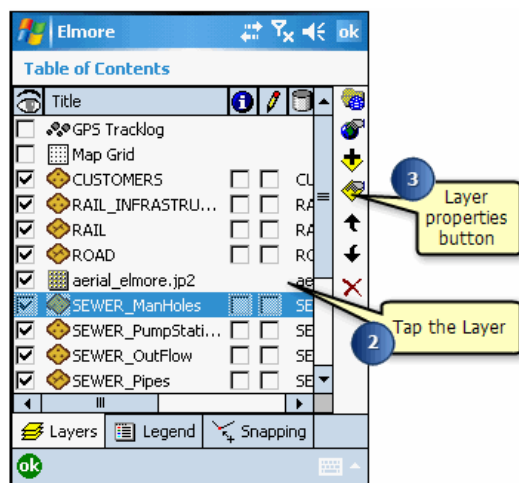 Elmore
ok
Table of Contents
Title
GPS Tracklog
Map Grid
CUSTOMERS
CU
RAIL_INFRASTRU...
RA
RAIL
RA
ROAD
RO
aerial_elmore.jp2
ae
SEWER_ManHoles
SE
SEWER_PumpStati...
SE
SEWER_OutFlow
SE
SEWER_Pipes
SE
Layers
Legend
Snapping
ok
3
Layer
properties
button
2
Tap the Layer